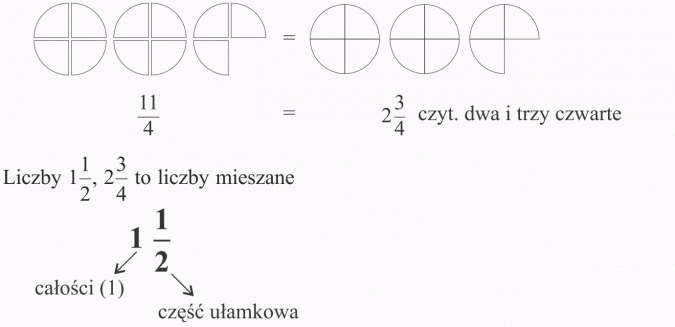 =
11/4 = 2 3/4 czyt. dwa i trzy czwarte
Liczby 1 1/2, 2 3/4 to liczby mieszane
1 1/2
całości (1)
część ułamkowa